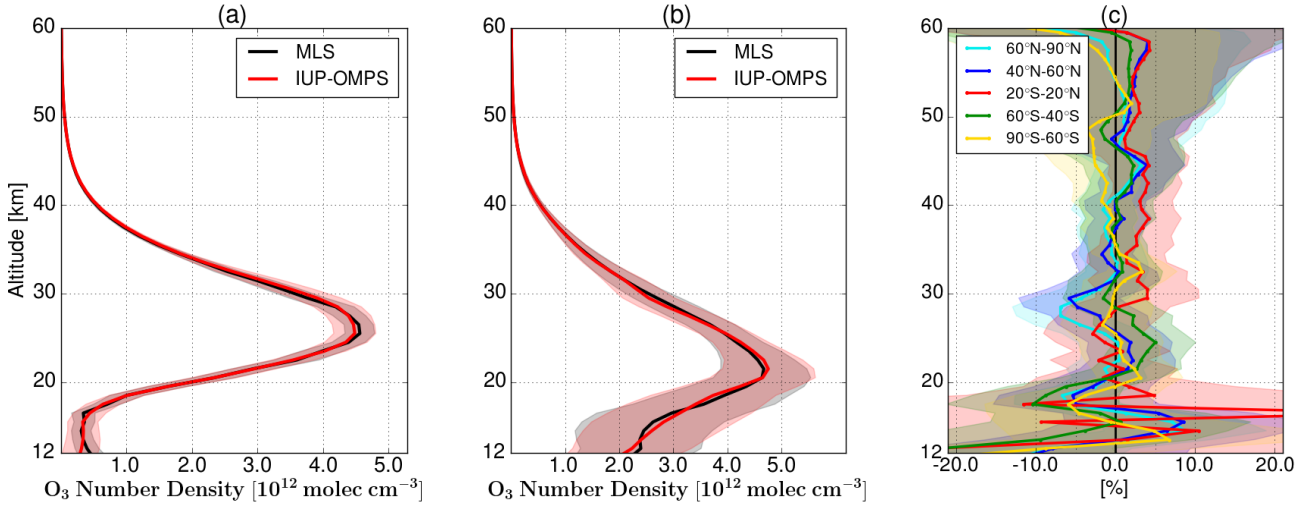 (a)
60
50
40
30
20
12
Altitude [km]
MLS
IUP-OMPS
1.0 2.0 3.0 4.0 5.0
O₃ Number Density [10¹² molec cm⁻³]
(b)
60
50
40
30
20
12
MLS
IUP-OMPS
1.0 2.0 3.0 4.0 5.0
O₃ Number Density [10¹² molec cm⁻³]
(c)
60
50
40
30
20
12
60°N-90°N
40°N-60°N
20°S-20°N
60°S-40°S
90°S-60°S
-20.0 -10.0 0.0 10.0 20.0
[%]